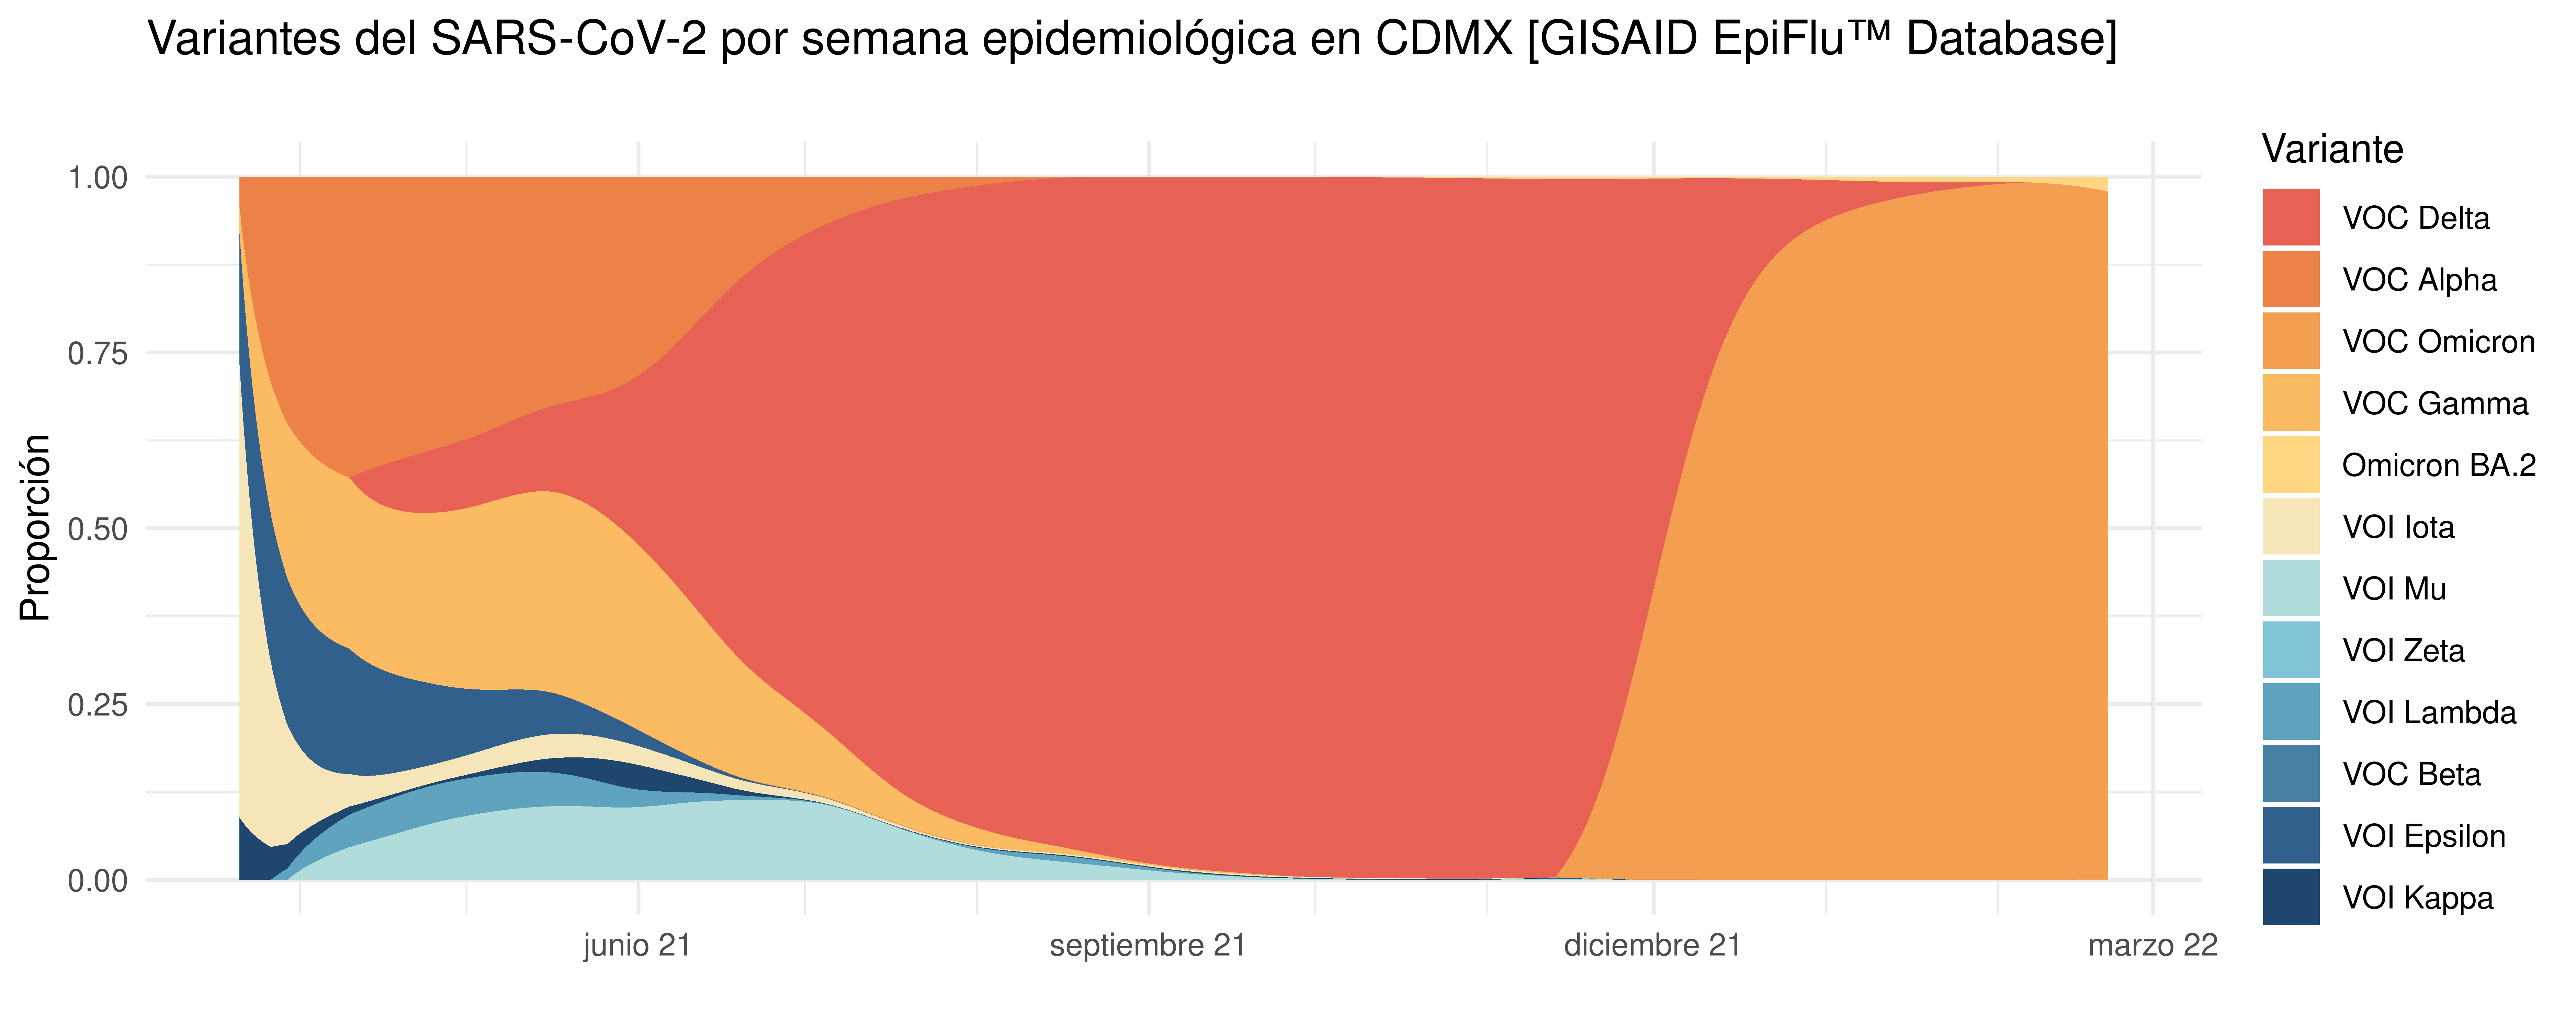 Variantes del SARS-CoV-2 por semana epidemiológica en CDMX [GISAID EpiFlu™ Database]
Proporción
1.00
0.75
0.50
0.25
0.00
junio 21
septiembre 21
diciembre 21
marzo 22
Variante
VOC Delta
VOC Alpha
VOC Omicron
VOC Gamma
Omicron BA.2
VOI Iota
VOI Mu
VOI Zeta
VOI Lambda
VOC Beta
VOI Epsilon
VOI Kappa